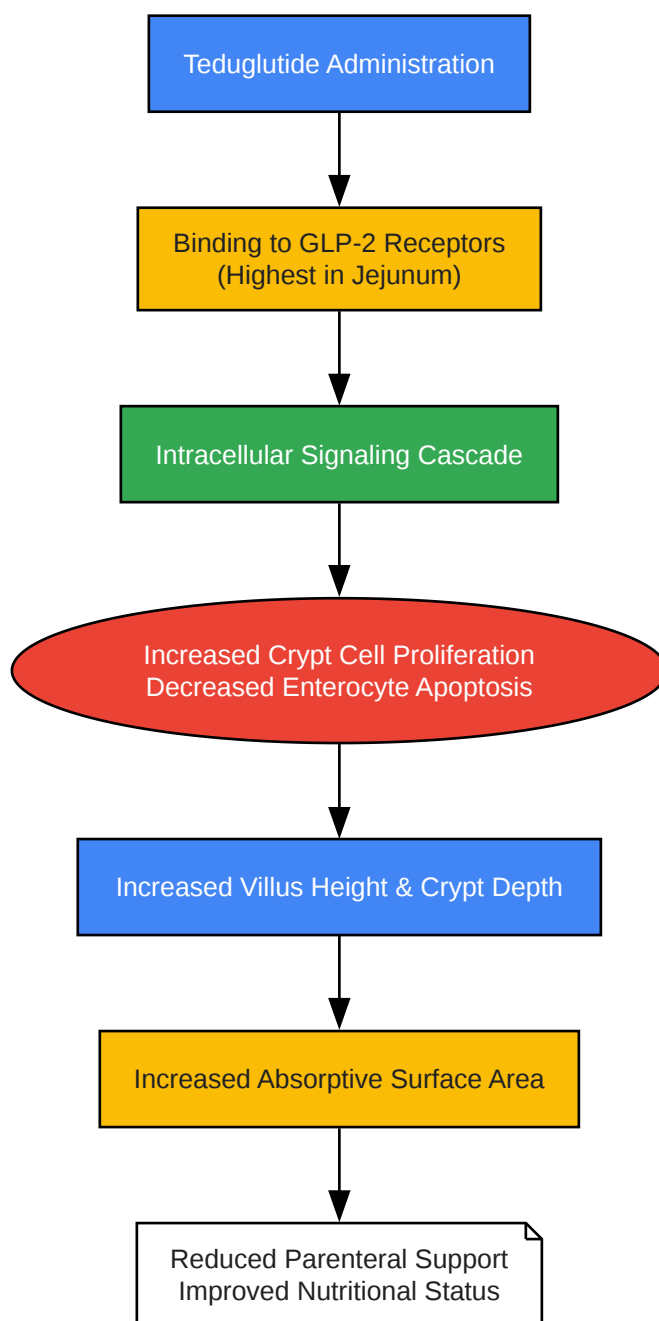 Teduglutide Administration
Binding to GLP-2 Receptors
(Highest in Jejunum)
Intracellular Signaling Cascade
Increased Crypt Cell Proliferation
Decreased Enterocyte Apoptosis
Increased Villus Height & Crypt Depth
Increased Absorptive Surface Area
Reduced Parenteral Support
Improved Nutritional Status